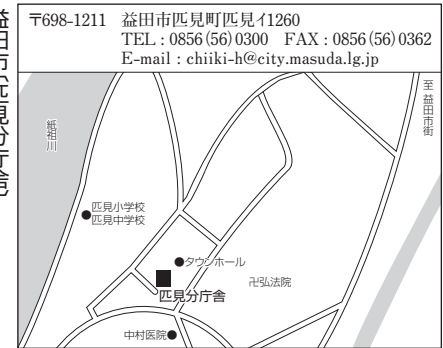 益田市(匹見分庁舎)
〒698-1211 益田市匹見町匹見イ1260
TEL : 0856(56)0300 FAX : 0856(56)0362
E-mail : chiiki-h@city.masuda.lg.jp
至 益田市街
紙祖川
匹見小学校
匹見中学校
タウンホール
卍弘法院
匹見分庁舎
中村医院